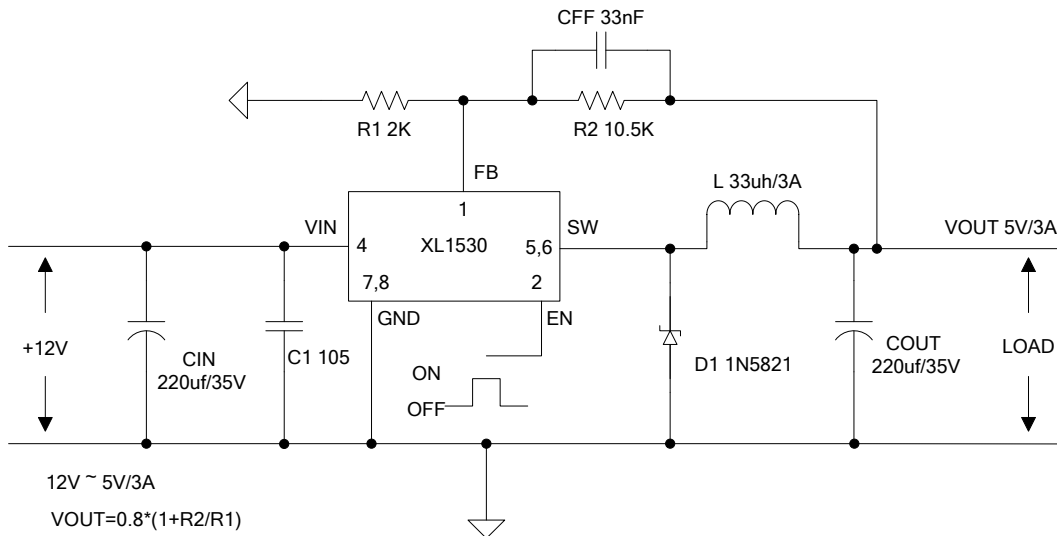 CFF 33nF
R1 2K
R2 10.5K
FB
L 33uh/3A
1
VIN
SW
VOUT 5V/3A
4
XL1530
5,6
7,8
2
GND
EN
+12V
CIN
220uf/35V
C1 105
ON
OFF
D1 1N5821
COUT
220uf/35V
LOAD
12V ~ 5V/3A
VOUT=0.8*(1+R2/R1)